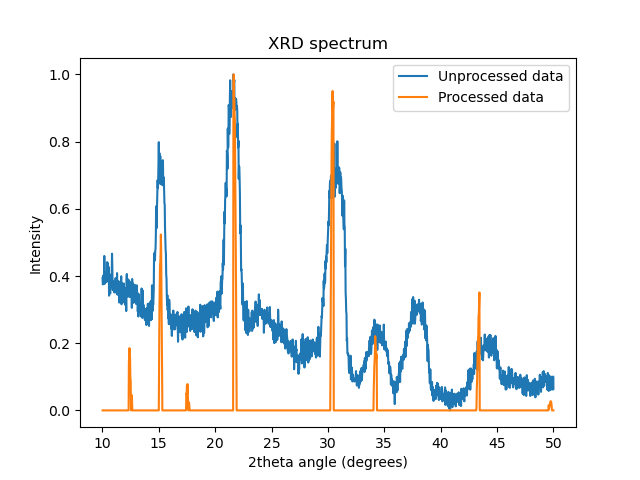 XRD spectrum
Unprocessed data
Processed data
Intensity
1.0
0.8
0.6
0.4
0.2
0.0
10 15 20 25 30 35 40 45 50
2theta angle (degrees)